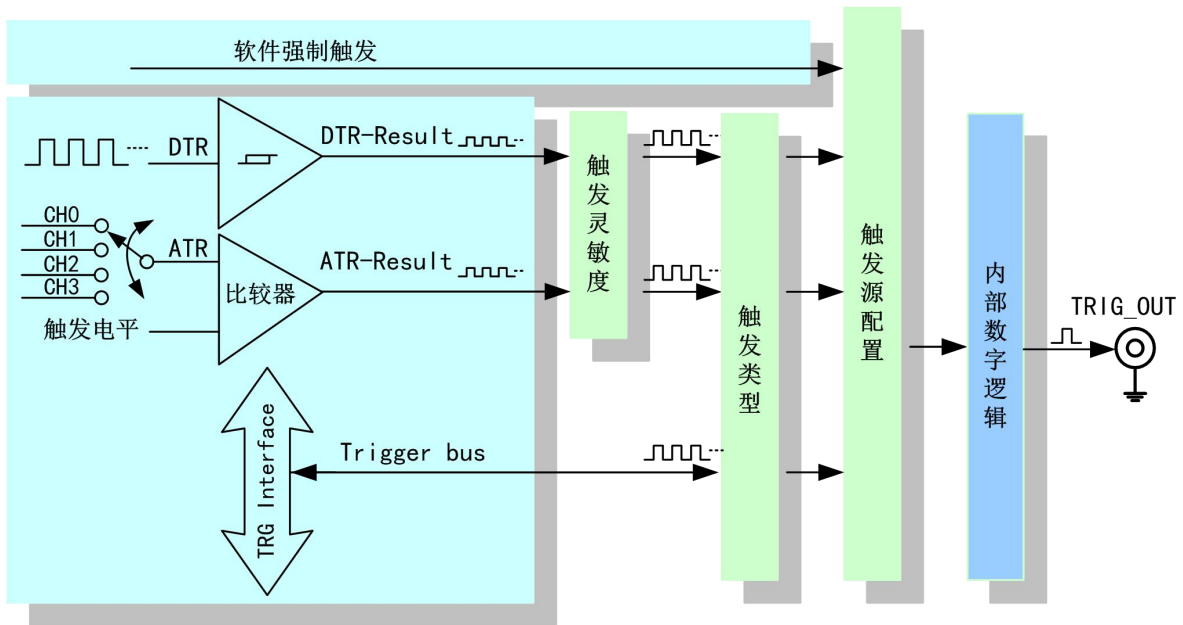 软件强制触发
DTR
DTR-Result
CH0
CH1
CH2
CH3
ATR
触发电平
比较器
ATR-Result
TRG Interface
Trigger bus
触发灵敏度
触发类型
触发源配置
内部数字逻辑
TRIG_OUT